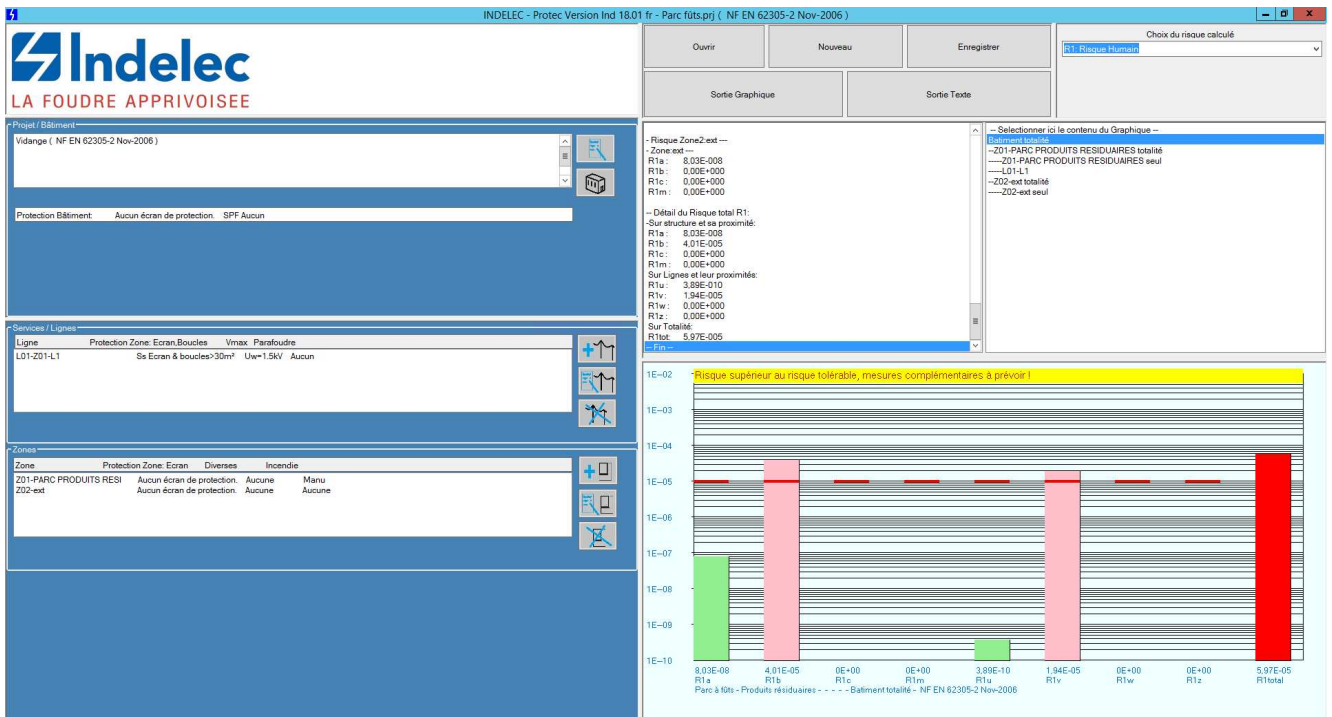 INDELEC - Protec Version Ind 18.01 fr - Parc fûts.prj ( NF EN 62305-2 Nov-2006 )
Indelec
LA FOUDRE APPRIVOISEE
Ouvrir
Nouveau
Enregistrer
Sortie Graphique
Sortie Texte
Choix du risque calculé
R1: Risque Humain
Projet / Bâtiment
Vidange ( NF EN 62305-2 Nov-2006 )
Protection Bâtiment: Aucun écran de protection. SPF Aucun
Services / Lignes
Ligne Protection Zone: Ecran,Boucles Vmax Parafoudre
L01-Z01-L1 Ss Ecran & boucles>30m² Uw=1.5kV Aucun
Zones
Zone Protection Zone: Ecran Diverses Incendie
Z01-PARC PRODUITS RESI Aucun écran de protection. Aucune Manu
Z02-ext Aucun écran de protection. Aucune Aucune
- Risque Zone2:ext ---
- Zone:ext ---
R1a : 8,03E-008
R1b : 0,00E+000
R1c : 0,00E+000
R1m : 0,00E+000
-- Détail du Risque total R1:
-Sur structure et sa proximité:
R1a : 8,03E-008
R1b : 4,01E-005
R1c : 0,00E+000
R1m : 0,00E+000
Sur Lignes et leur proximités:
R1u : 3,89E-010
R1v : 1,94E-005
R1w : 0,00E+000
R1z : 0,00E+000
Sur Totalité:
R1tot: 5,97E-005
-- Fin --
-- Selectionner ici le contenu du Graphique --
Batiment totalité
--Z01-PARC PRODUITS RESIDUAIRES totalité
-----Z01-PARC PRODUITS RESIDUAIRES seul
-----L01-L1
--Z02-ext totalité
-----Z02-ext seul
Risque supérieur au risque tolérable, mesures complémentaires à prévoir !
1E-02
1E-03
1E-04
1E-05
1E-06
1E-07
1E-08
1E-09
1E-10
8,03E-08 4,01E-05 0E+00 0E+00 3,89E-10 1,94E-05 0E+00 0E+00 5,97E-05
R1a R1b R1c R1m R1u R1v R1w R1z R1total
Parc à fûts - Produits résiduaires - - - - - Batiment totalité - NF EN 62305-2 Nov-2006